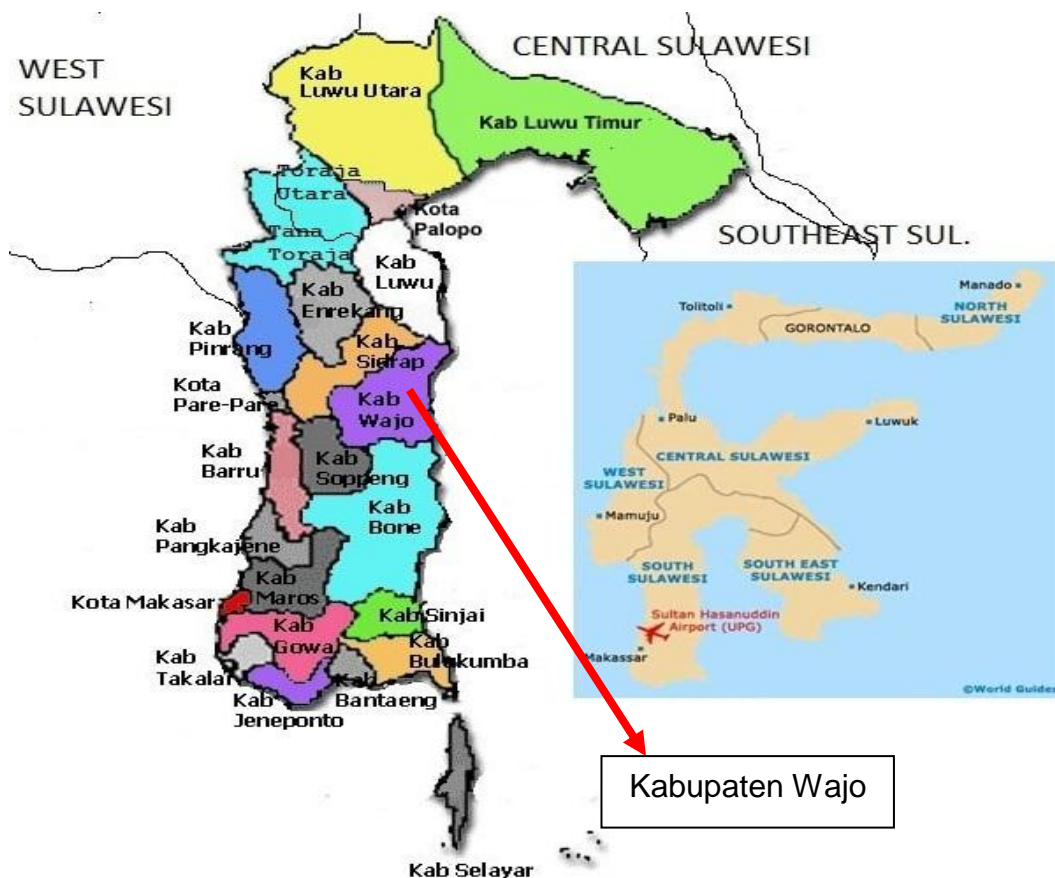 WEST
SULAWESI
CENTRAL SULAWESI
SOUTHEAST SUL.
Kab
Luwu Utara
Kab Luwu Timur
Toraja
Utara
Kota
Palopo
Tana
Toraja
Kab
Luwu
Kab
Enrekang
Kab
Pinrang
Kab
Sidrap
Kota
Pare-Pare
Kab
Wajo
Kab
Barru
Kab
Soppeng
Kab
Bone
Kab
Pangkajene
Kab
Maros
Kota Makasar
Kab Sinjai
Kab
Gowa
Kab
Bulukumba
Kab
Takalar
Kab
Bantaeng
Kab
Jeneponto
Kab Selayar
Manado
Tolitoli
NORTH
SULAWESI
GORONTALO
Palu
Luwuk
CENTRAL SULAWESI
WEST
SULAWESI
Mamuju
SOUTH
SULAWESI
SOUTH EAST
SULAWESI
Kendari
Sultan Hasanuddin
Airport (UPG)
Makassar
©World Guides
Kabupaten Wajo